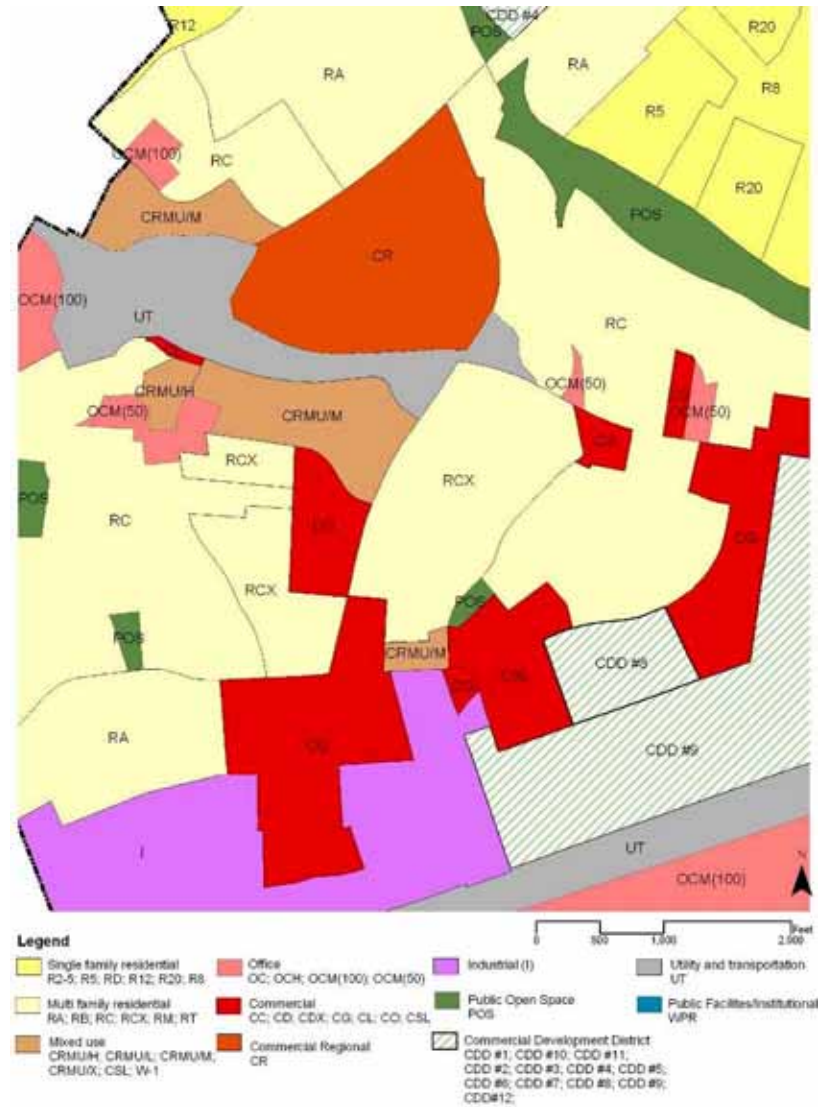 CDD #4
R12
POS
R20
RA
RA
R8
R5
OCM(100)
RC
R20
CRMU/M
POS
CR
OCM(100)
UT
RC
CRMU/H
OCM(50)
OCM(50)
OCM(50)
CRMU/M
CG
RCX
RCX
POS
RC
CG
RCX
POS
POS
CRMU/M
CDD #8
CG
RA
CDD #9
I
UT
N
OCM(100)
Legend
Feet
0 500 1,000 2,000
Single family residential
R2-5; R5; RD; R12; R20; R8
Office
OC; OCH; OCM(100); OCM(50)
Industrial (I)
Utility and transportation
UT
Multi family residential
RA; RB; RC; RCX; RM; RT
Commercial
CC; CD; CDX; CG; CL; CO; CSL
Public Open Space
POS
Public Facilites/Institutional
WPR
Mixed use
CRMU/H; CRMU/L; CRMU/M;
CRMU/X; CSL; W-1
Commercial Regional
CR
Commercial Development District
CDD #1; CDD #10; CDD #11;
CDD #2; CDD #3; CDD #4; CDD #5;
CDD #6; CDD #7; CDD #8; CDD #9;
CDD#12;